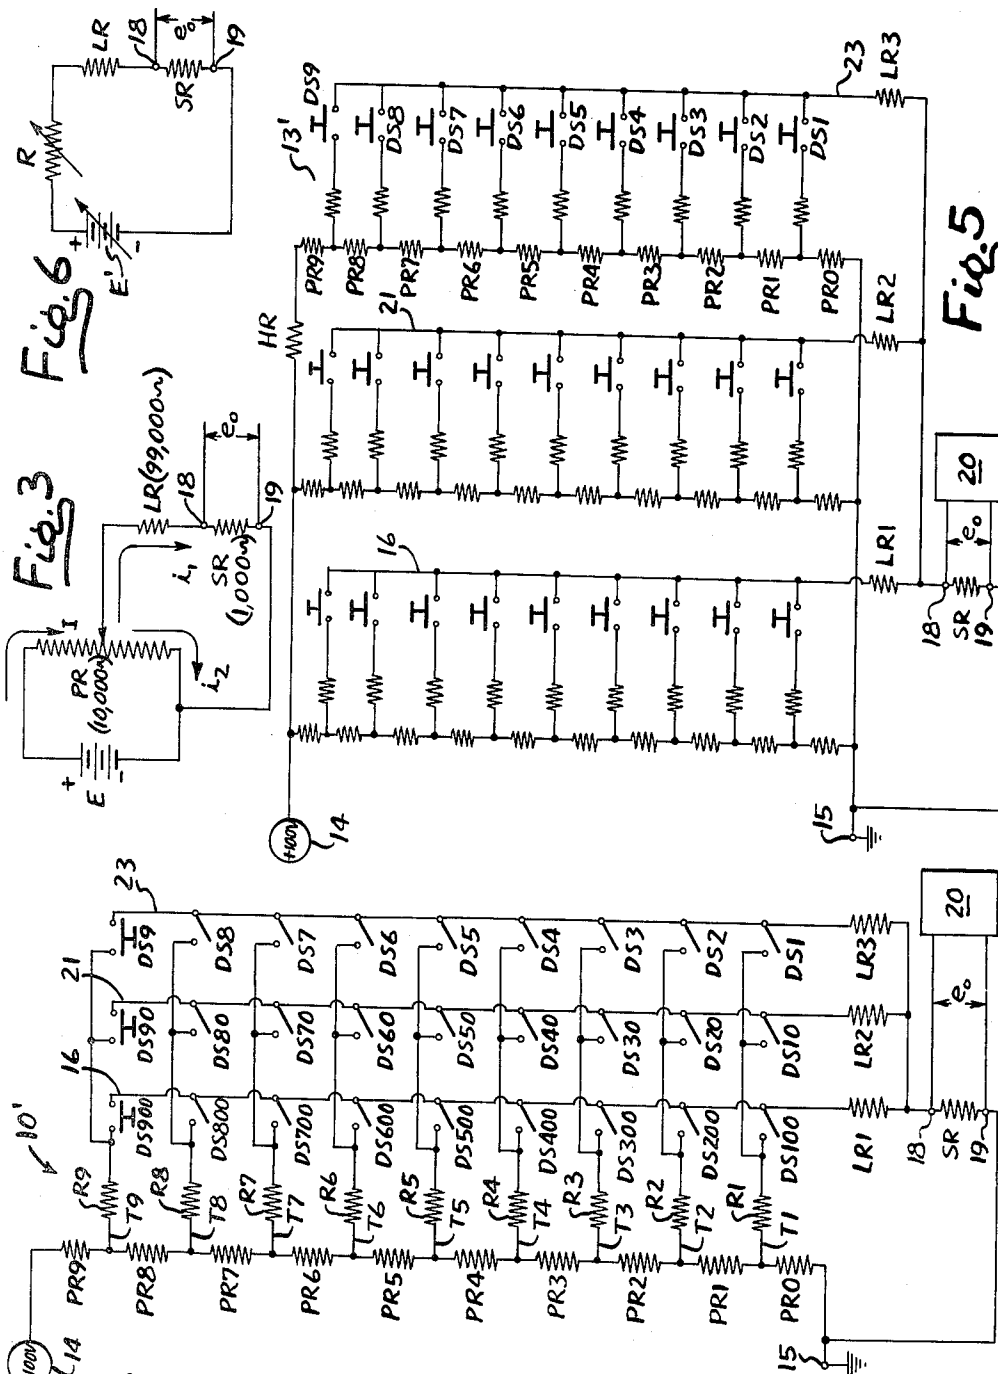 Fig. 6
R
LR
18
e₀
19
SR
E'
+
-
Fig. 3
I
PR
(10,000Ω)
E
+
-
i₁
i₂
LR (99,000Ω)
18
e₀
19
SR
(1,000Ω)
Fig. 5
+100V
14
HR
13'
16
21
23
PR9
PR8
PR7
PR6
PR5
PR4
PR3
PR2
PR1
PR0
DS9
DS8
DS7
DS6
DS5
DS4
DS3
DS2
DS1
LR1
LR2
LR3
15
18
SR
19
e₀
20
10'
100V
14
16
21
23
PR9
PR8
PR7
PR6
PR5
PR4
PR3
PR2
PR1
PR0
R9
R8
R7
R6
R5
R4
R3
R2
R1
T9
T8
T7
T6
T5
T4
T3
T2
T1
DS900
DS90
DS9
DS800
DS80
DS8
DS700
DS70
DS7
DS600
DS60
DS6
DS500
DS50
DS5
DS400
DS40
DS4
DS300
DS30
DS3
DS200
DS20
DS2
DS100
DS10
DS1
LR1
LR2
LR3
15
18
SR
19
e₀
20